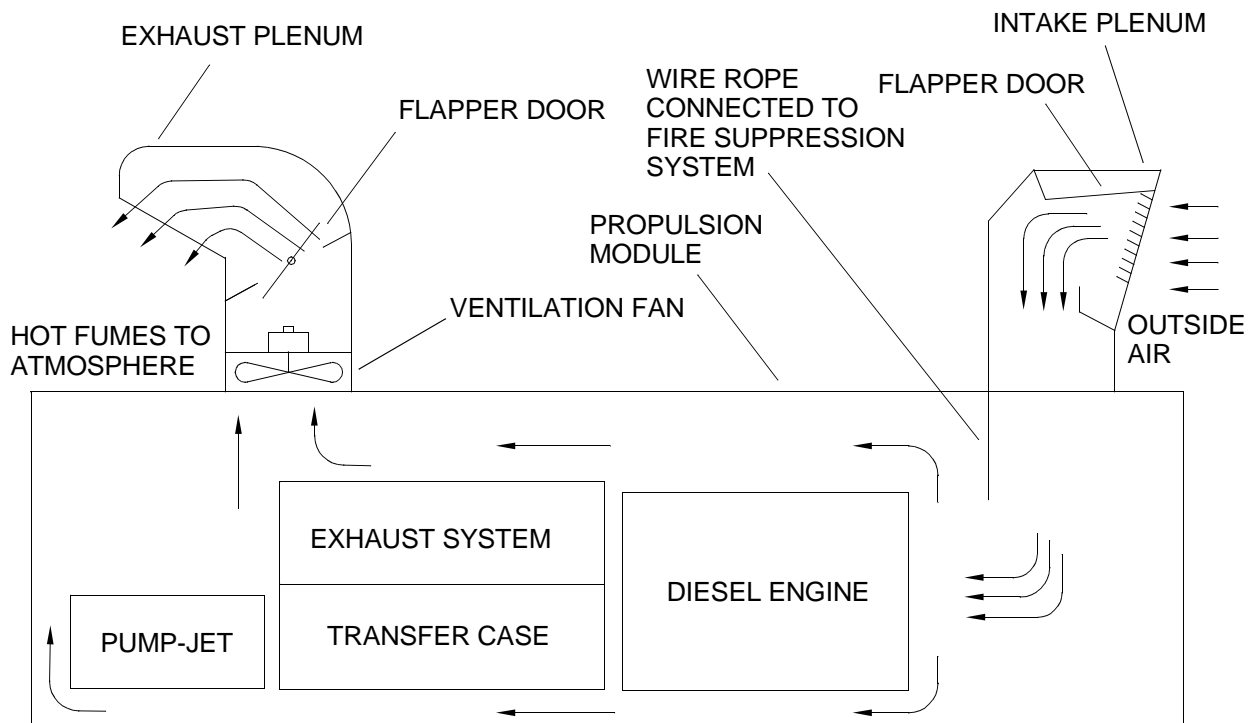 EXHAUST PLENUM
INTAKE PLENUM
WIRE ROPE
CONNECTED TO
FIRE SUPPRESSION
SYSTEM
FLAPPER DOOR
FLAPPER DOOR
PROPULSION
MODULE
VENTILATION FAN
HOT FUMES TO
ATMOSPHERE
OUTSIDE
AIR
EXHAUST SYSTEM
DIESEL ENGINE
PUMP-JET
TRANSFER CASE